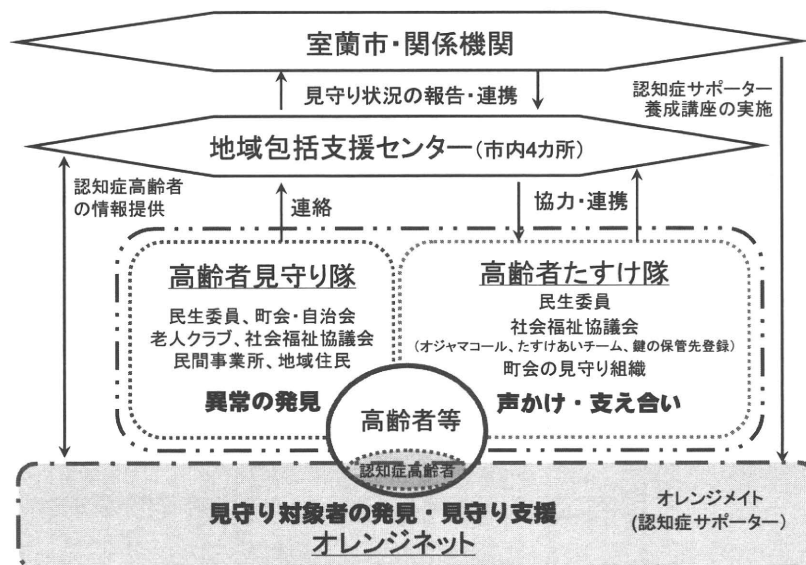 室蘭市・関係機関
見守り状況の報告・連携
認知症サポーター
養成講座の実施
地域包括支援センター(市内4カ所)
認知症高齢者
の情報提供
連絡
協力・連携
高齢者見守り隊
民生委員、町会・自治会
老人クラブ、社会福祉協議会
民間事業所、地域住民
異常の発見
高齢者たすけ隊
民生委員
社会福祉協議会
(オジャマコール、たすけあいチーム、鍵の保管先登録)
町会の見守り組織
声かけ・支え合い
高齢者等
認知症高齢者
見守り対象者の発見・見守り支援
オレンジネット
オレンジメイト
(認知症サポーター)